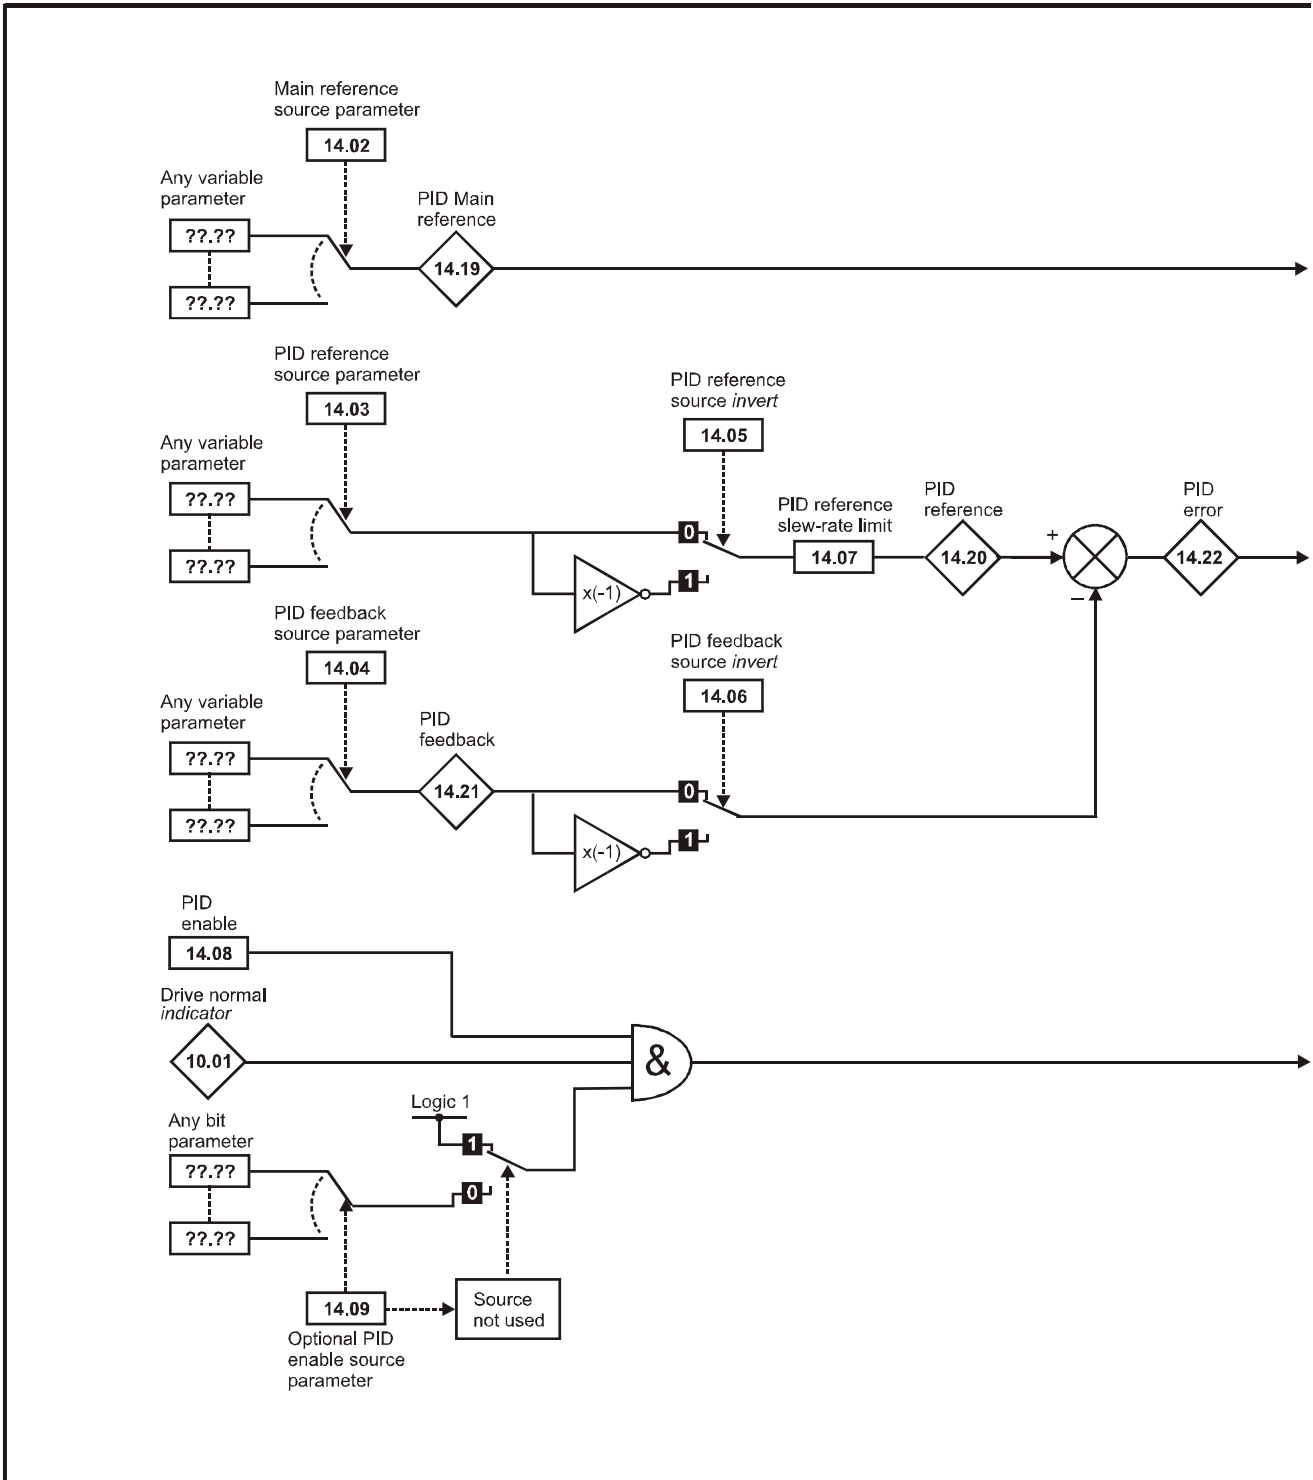 Main reference
source parameter
14.02
Any variable
parameter
PID Main
reference
??.??
14.19
??.??
PID reference
source parameter
14.03
PID reference
source invert
14.05
Any variable
parameter
??.??
PID reference
slew-rate limit
PID
reference
PID
error
0
+
14.07
14.20
14.22
??.??
1
x(-1)
–
PID feedback
source parameter
14.04
PID feedback
source invert
14.06
Any variable
parameter
PID
feedback
??.??
14.21
0
??.??
1
x(-1)
PID
enable
14.08
Drive normal
indicator
10.01
&
Logic 1
Any bit
parameter
1
??.??
0
??.??
14.09
Source
not used
Optional PID
enable source
parameter